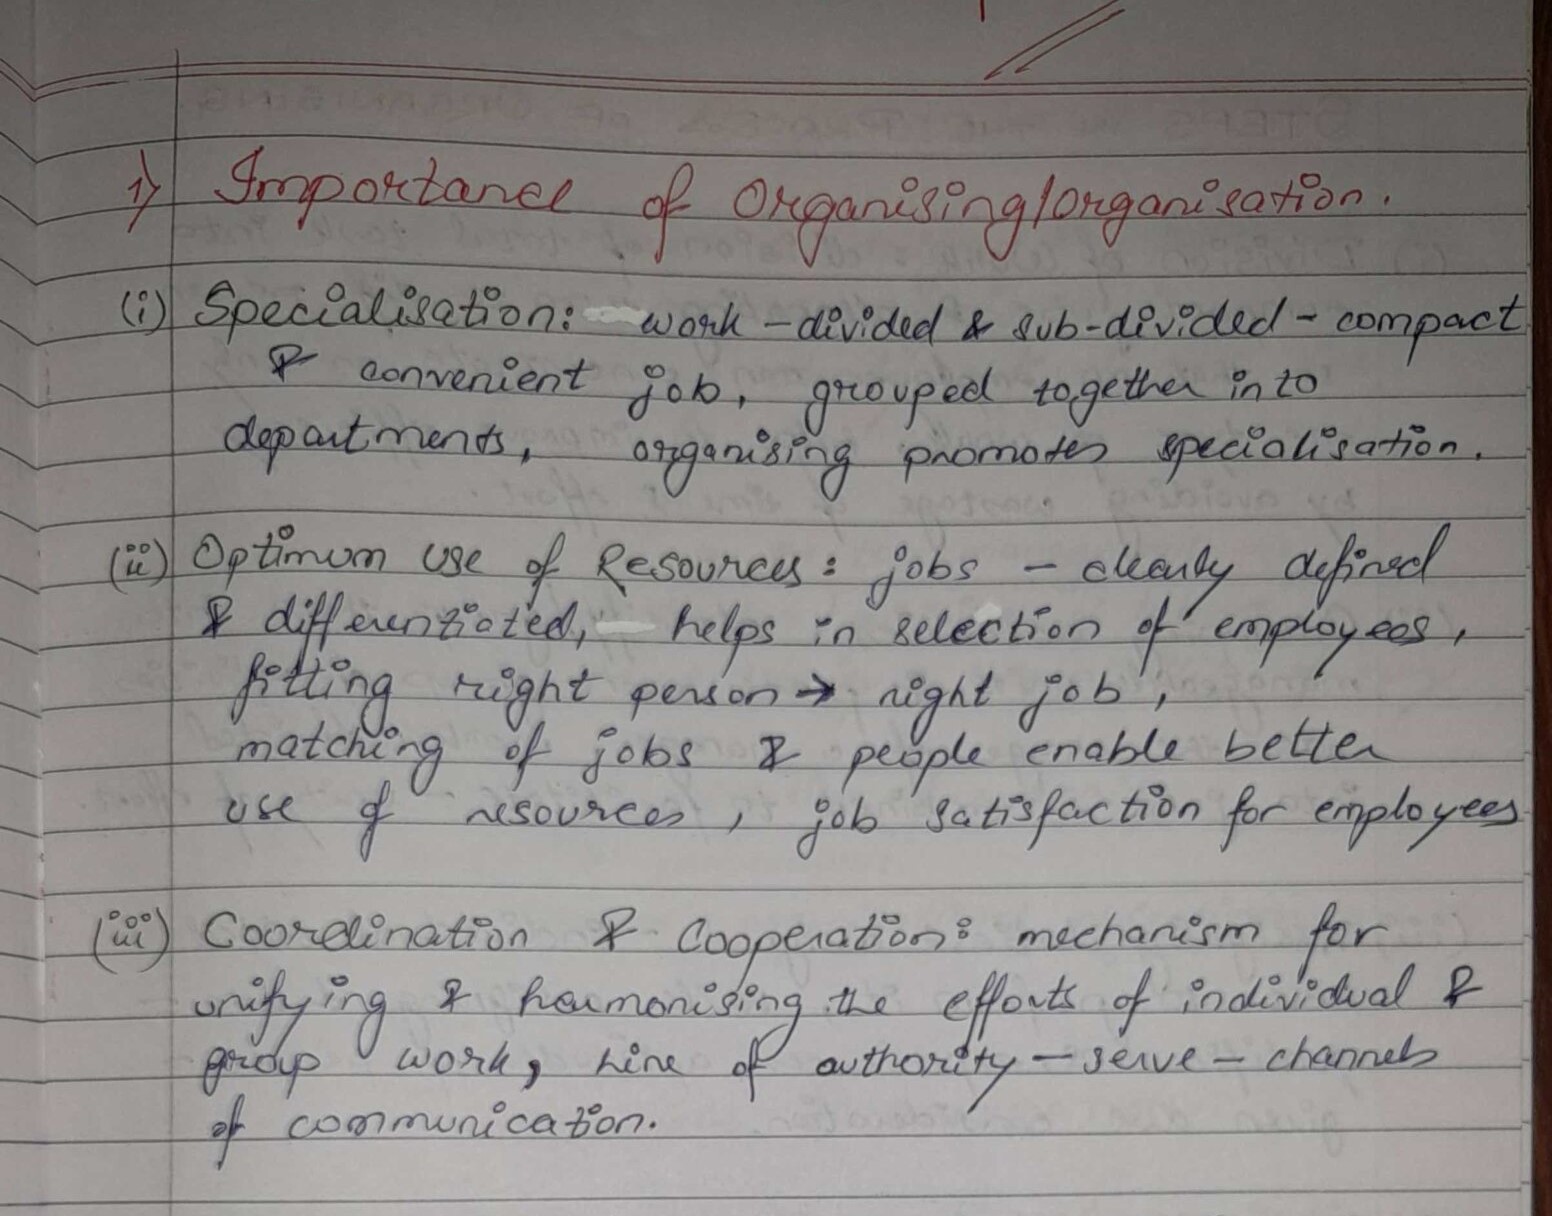 1) Importance of Organising/organisation.
(i) Specialisation: work - divided & sub-divided - compact
& convenient job, grouped together into
departments, organising promotes specialisation.
(ii) Optimum Use of Resources: jobs - clearly defined
& differentiated, helps in selection of employees,
fitting right person → right job,
matching of jobs & people enable better
use of resources, job satisfaction for employees
(iii) Coordination & Cooperation: mechanism for
unifying & harmonising the efforts of individual &
group work, line of authority - serve - channels
of communication.